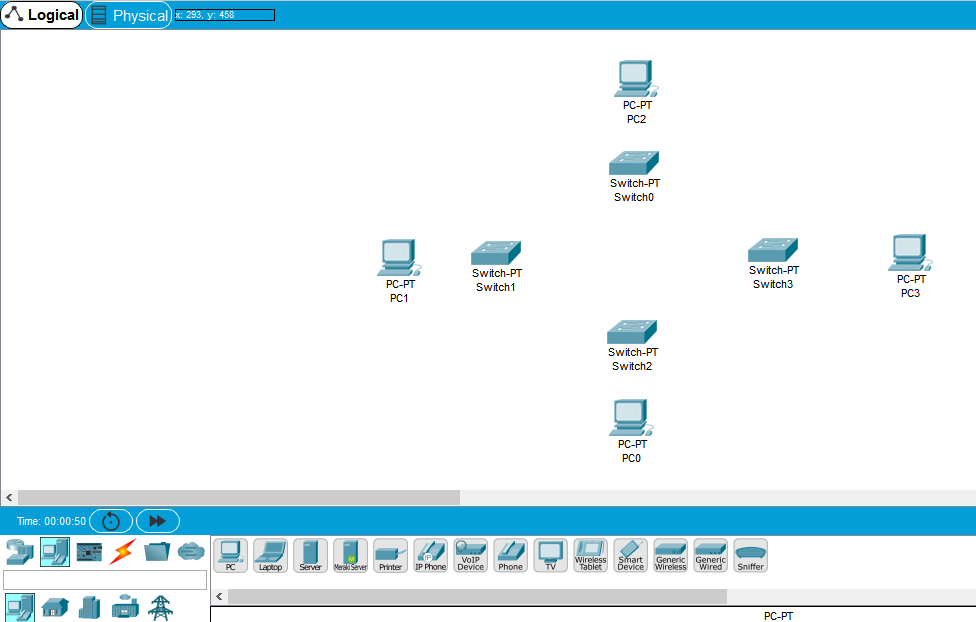 Logical
Physical
x: 293, y: 458
PC-PT
PC2
Switch-PT
Switch0
PC-PT
PC1
Switch-PT
Switch1
Switch-PT
Switch3
PC-PT
PC3
Switch-PT
Switch2
PC-PT
PC0
Time: 00:00:50
PC
Laptop
Server
Meraki Server
Printer
IP
IP Phone
VoIP
Device
Phone
TV
Wireless
Tablet
Smart
Device
Generic
Wireless
Generic
Wired
Sniffer
PC-PT